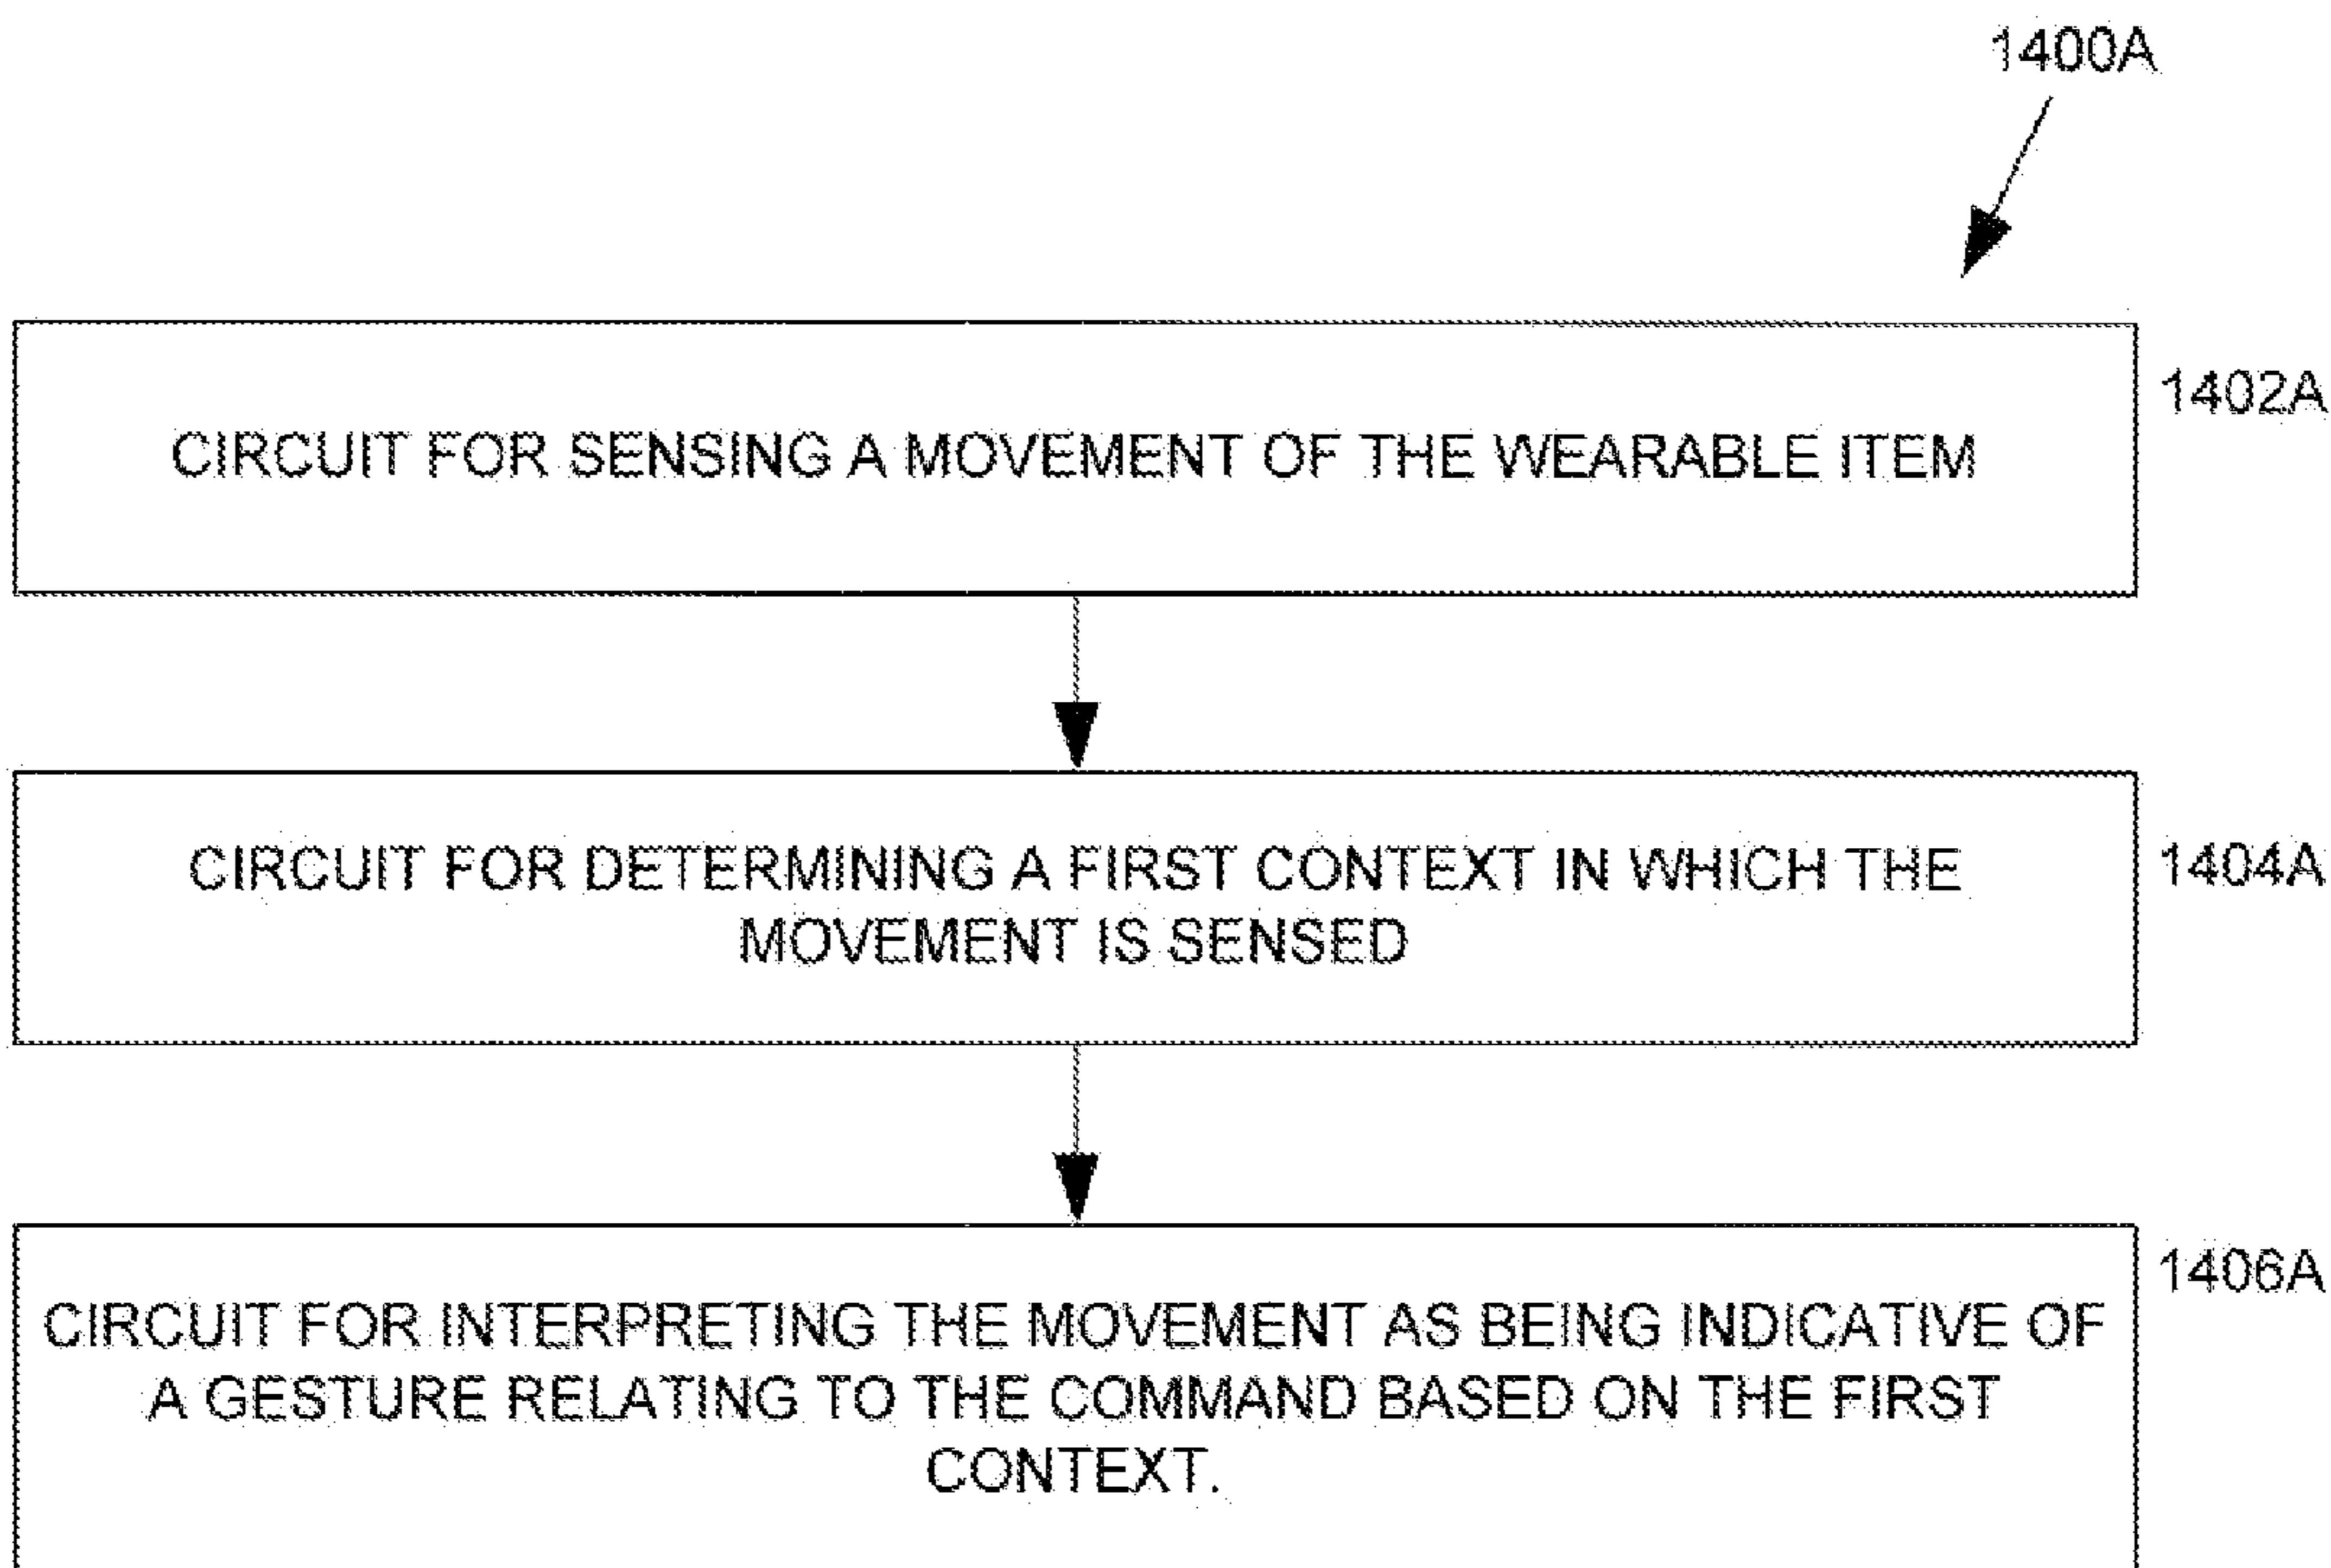 1400A
CIRCUIT FOR SENSING A MOVEMENT OF THE WEARABLE ITEM
1402A
CIRCUIT FOR DETERMINING A FIRST CONTEXT IN WHICH THE
MOVEMENT IS SENSED
1404A
CIRCUIT FOR INTERPRETING THE MOVEMENT AS BEING INDICATIVE OF
A GESTURE RELATING TO THE COMMAND BASED ON THE FIRST
CONTEXT.
1406A